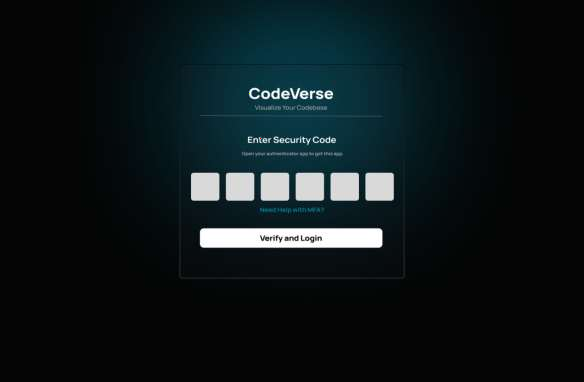 CodeVerse
Visualize Your Codebase
Enter Security Code
Open your authenticator app to get this app
Need Help with MFA?
Verify and Login